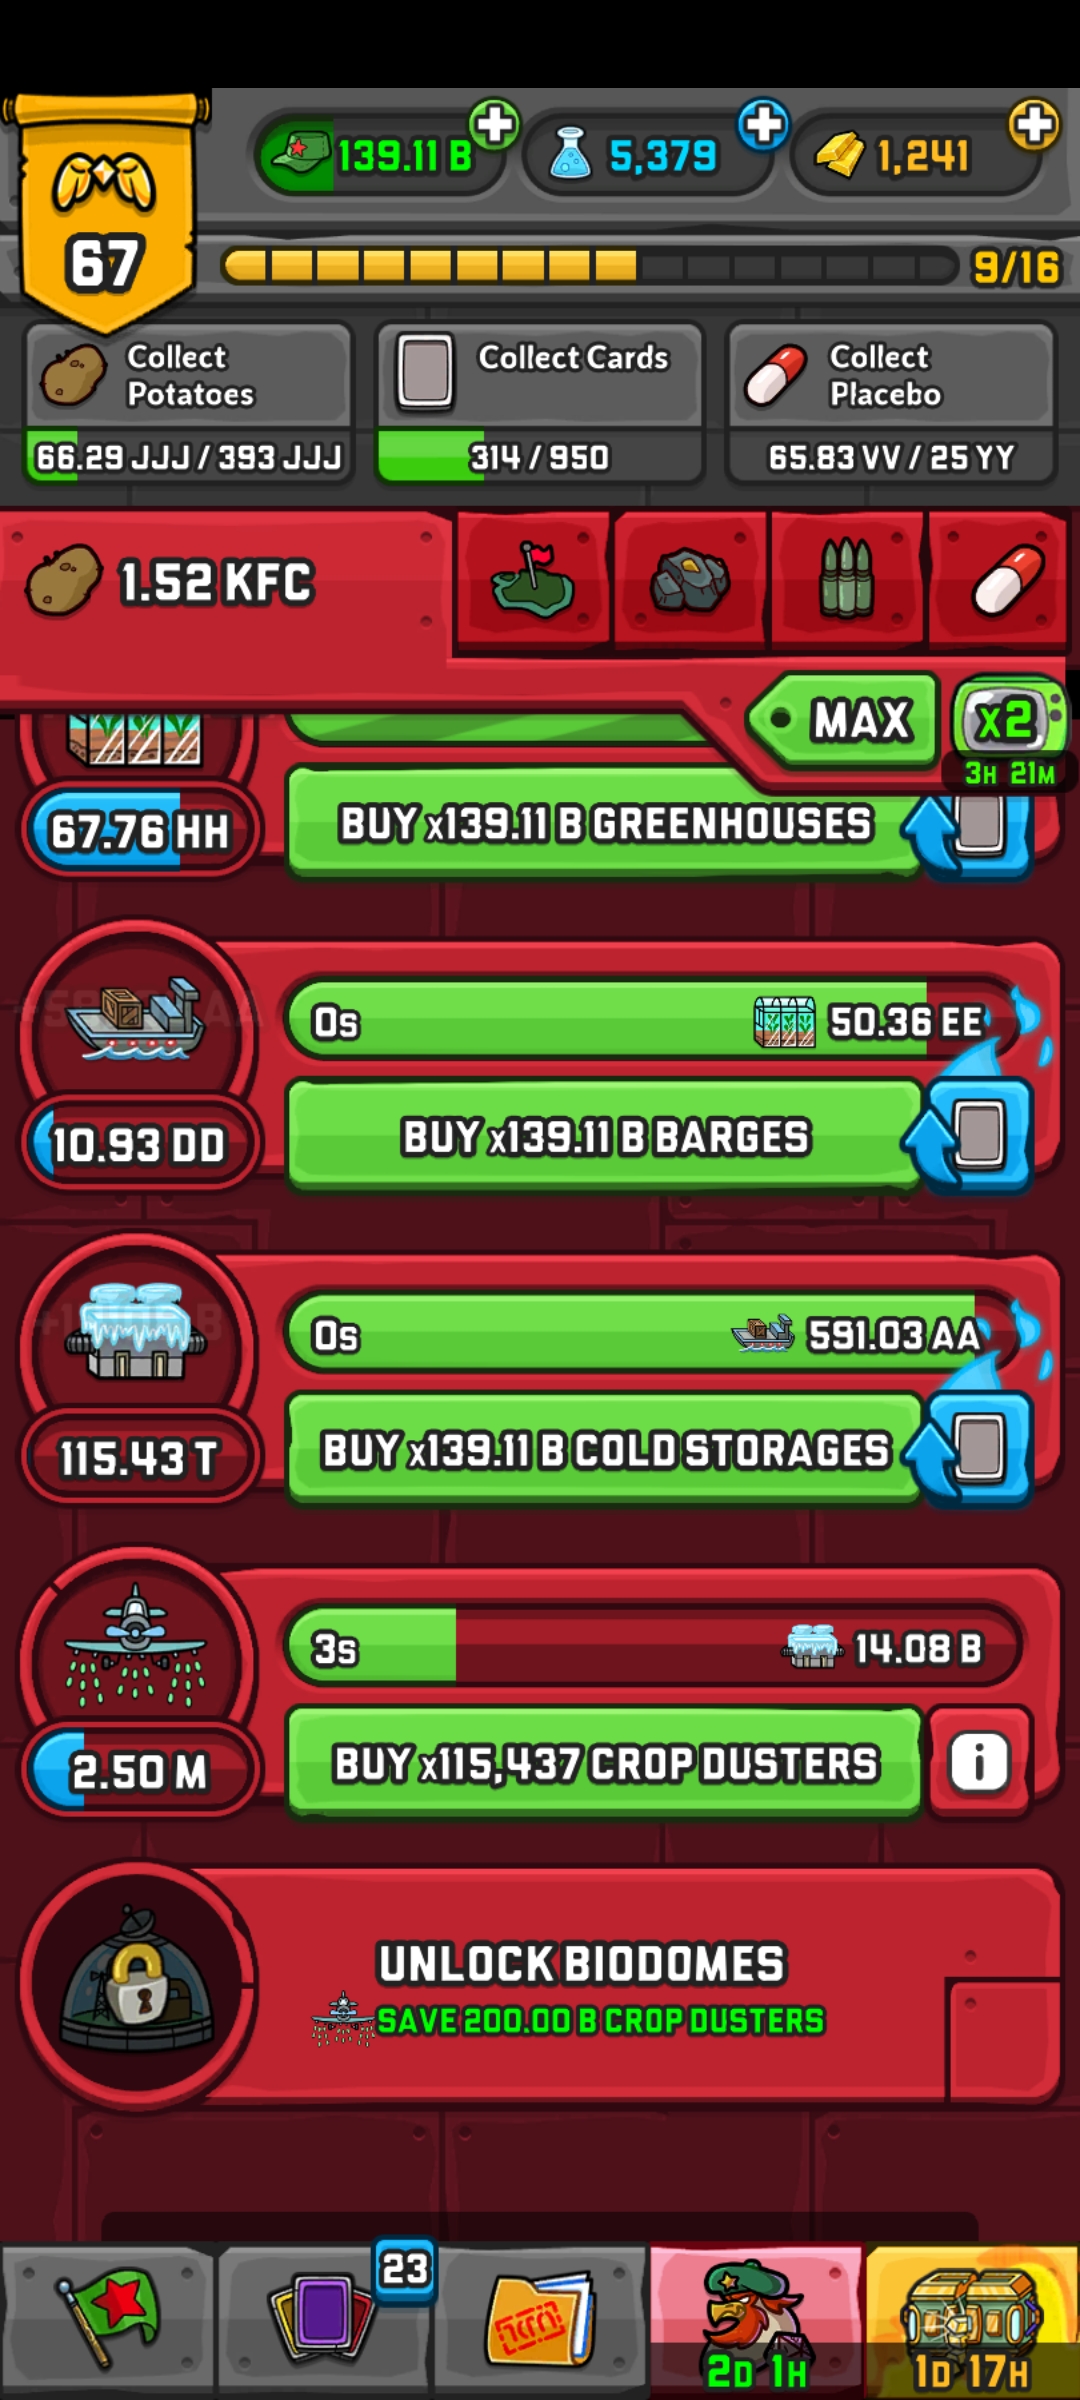 139.11 B
5,379
1,241
67
9/16
Collect
Potatoes
66.29 JJJ / 393 JJJ
Collect Cards
314 / 950
Collect
Placebo
65.83 VV / 25 YY
1.52 KFC
MAX
X2
3H 21M
67.76 HH
BUY x139.11 B GREENHOUSES
0s
50.36 EE
10.93 DD
BUY x139.11 B BARGES
0s
591.03 AA
115.43 T
BUY x139.11 B COLD STORAGES
3s
14.08 B
2.50 M
BUY x115,437 CROP DUSTERS
i
UNLOCK BIODOMES
SAVE 200.00 B CROP DUSTERS
23
2D 1H
1D 17H